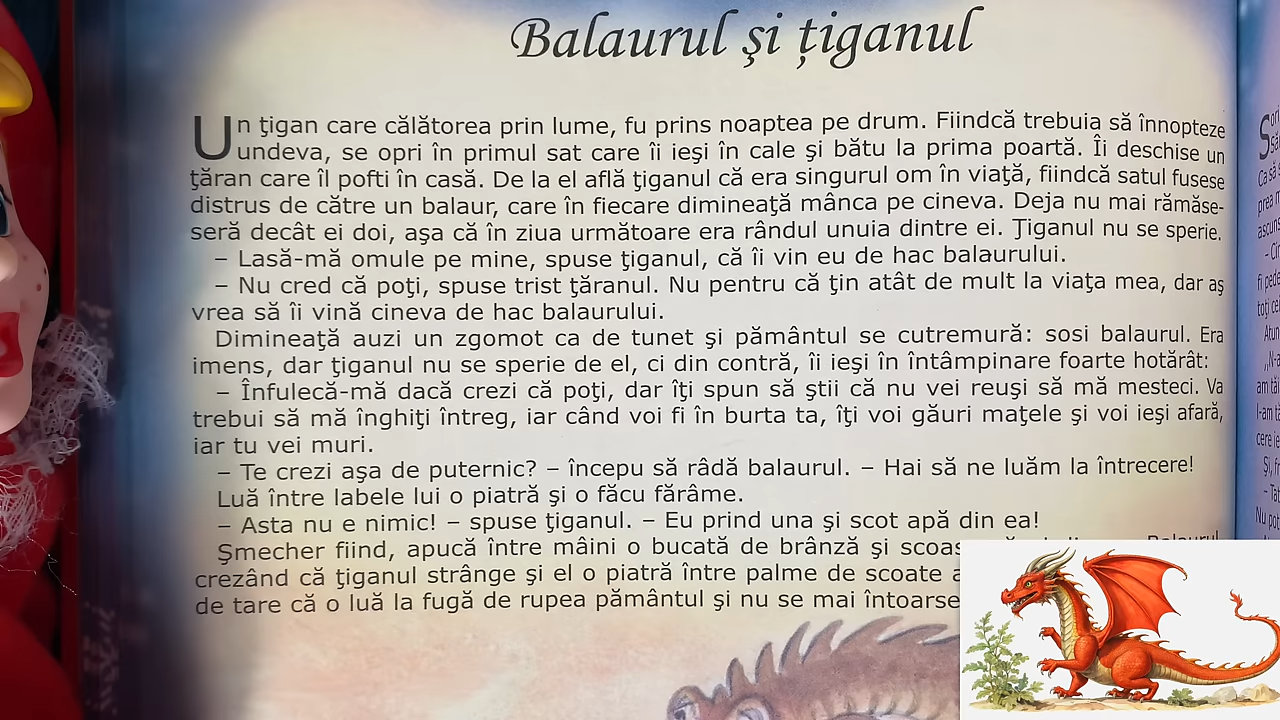 Balaurul şi ţiganul
Un ţigan care călătorea prin lume, fu prins noaptea pe drum. Fiindcă trebuia să înnopteze
undeva, se opri în primul sat care îi ieşi în cale şi bătu la prima poartă. Îi deschise un
ţăran care îl pofti în casă. De la el află ţiganul că era singurul om în viaţă, fiindcă satul fusese
distrus de către un balaur, care în fiecare dimineaţă mânca pe cineva. Deja nu mai rămăse-
seră decât ei doi, aşa că în ziua următoare era rândul unuia dintre ei. Ţiganul nu se sperie.
– Lasă-mă omule pe mine, spuse ţiganul, că îi vin eu de hac balaurului.
– Nu cred că poţi, spuse trist ţăranul. Nu pentru că ţin atât de mult la viaţa mea, dar aş
vrea să îi vină cineva de hac balaurului.
Dimineaţă auzi un zgomot ca de tunet şi pământul se cutremură: sosi balaurul. Era
imens, dar ţiganul nu se sperie de el, ci din contră, îi ieşi în întâmpinare foarte hotărât:
– Înfulecă-mă dacă crezi că poţi, dar îţi spun să ştii că nu vei reuşi să mă mesteci. Va
trebui să mă înghiţi întreg, iar când voi fi în burta ta, îţi voi găuri maţele şi voi ieşi afară,
iar tu vei muri.
– Te crezi aşa de puternic? – începu să râdă balaurul. – Hai să ne luăm la întrecere!
Luă între labele lui o piatră şi o făcu fărâme.
– Asta nu e nimic! – spuse ţiganul. – Eu prind una şi scot apă din ea!
Şmecher fiind, apucă între mâini o bucată de brânză şi Balaurul
crezând că ţiganul strânge şi el o piatră între palme de scoate
de tare că o luă la fugă de rupea pământul şi nu se mai întoarse